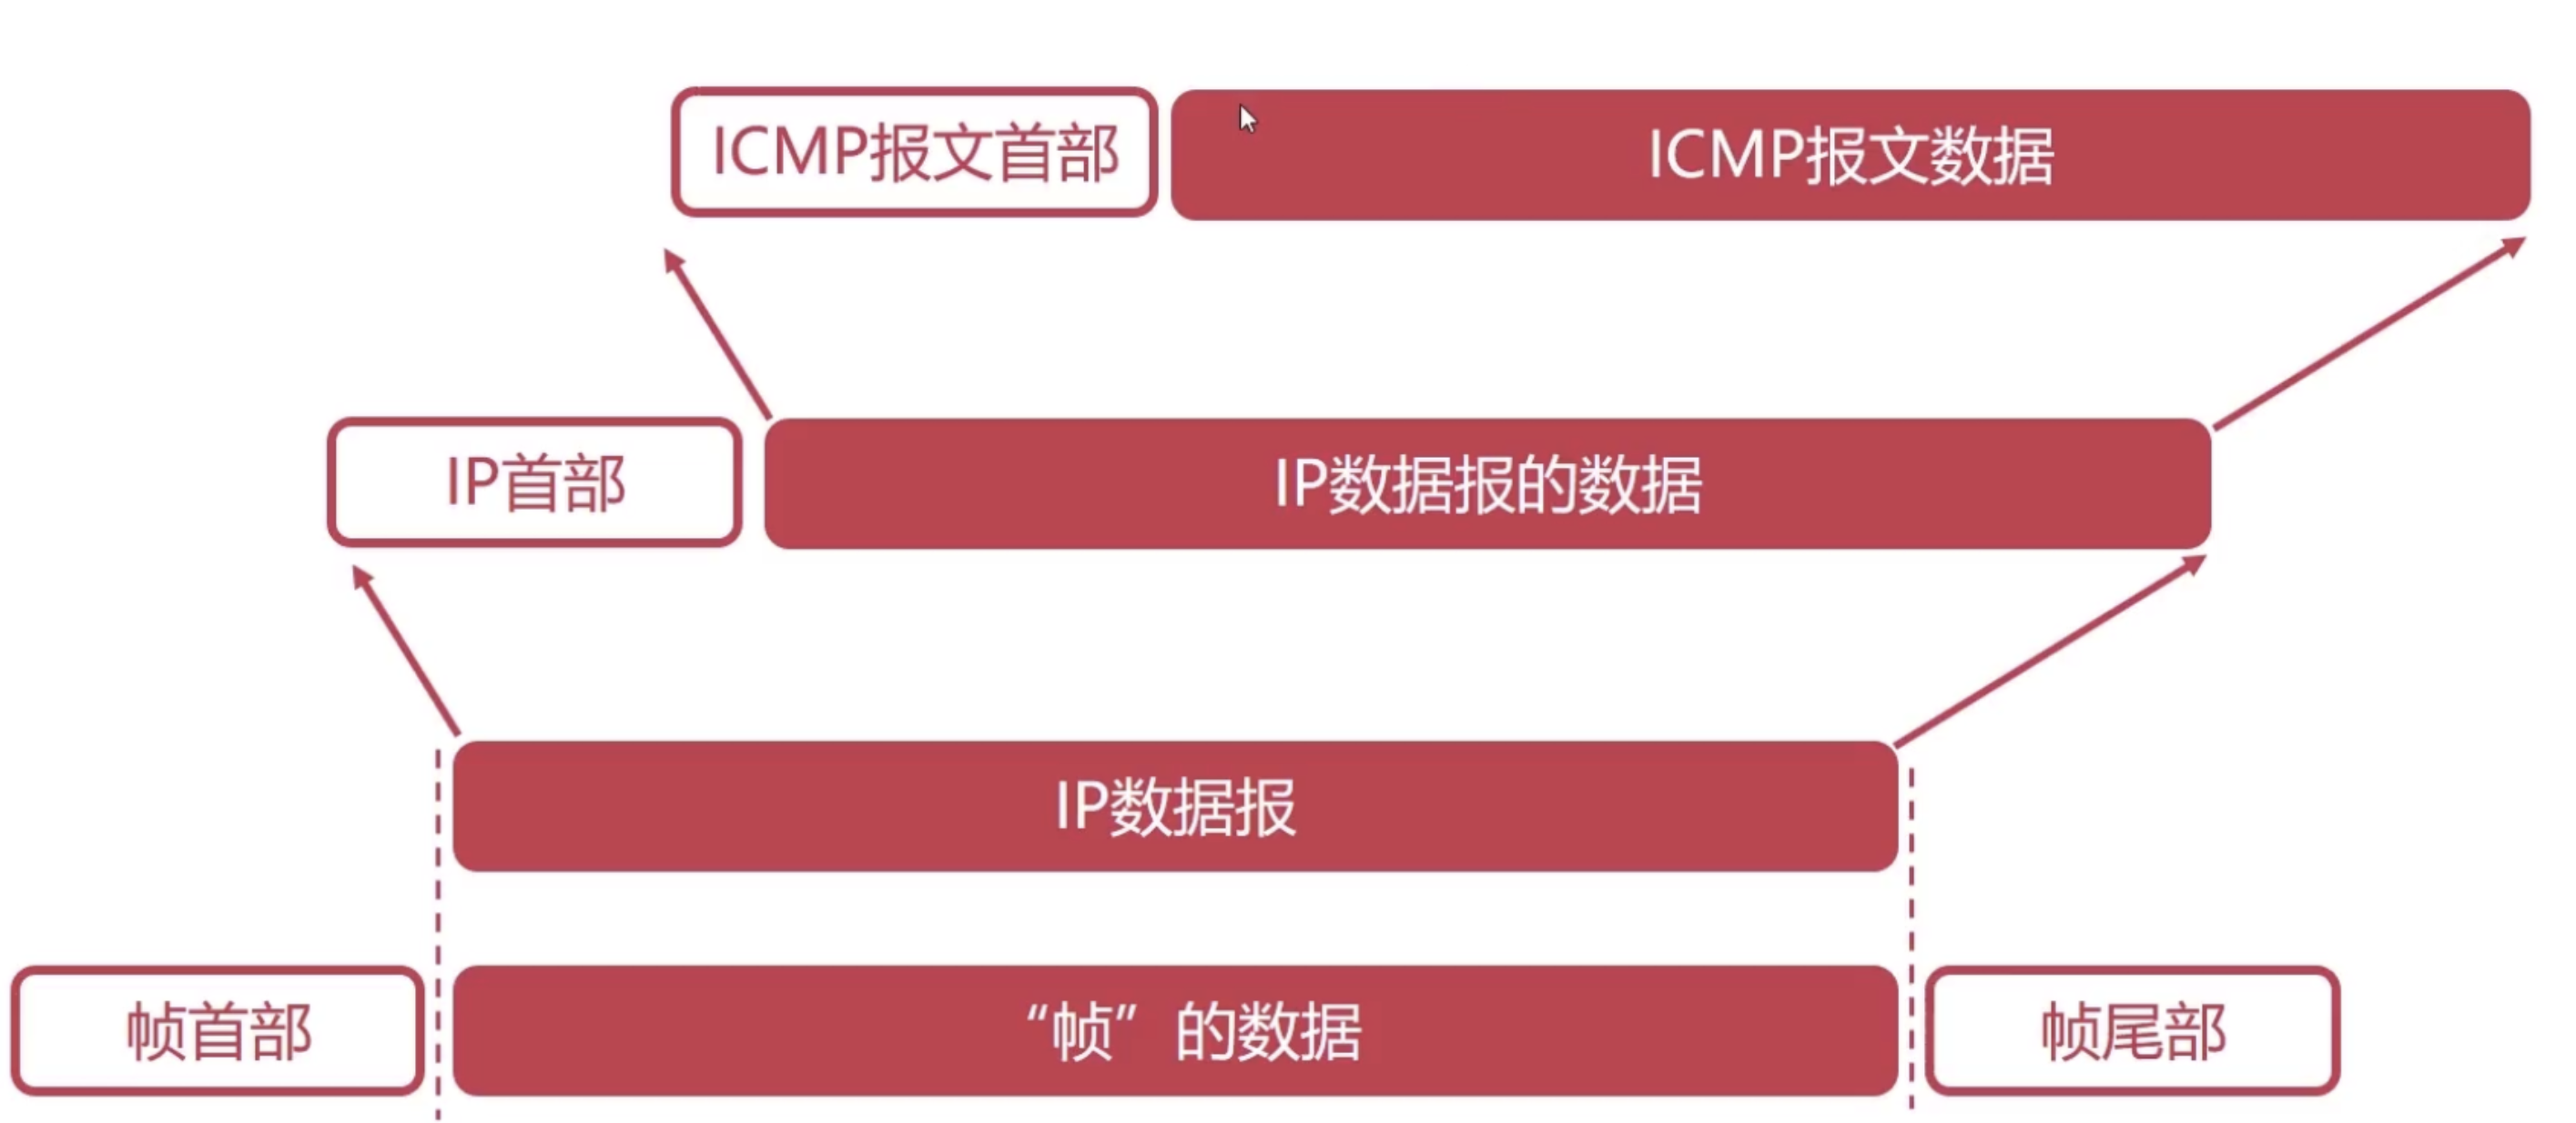 ICMP报文首部
ICMP报文数据
IP首部
IP数据报的数据
IP数据报
帧首部
“帧”的数据
帧尾部